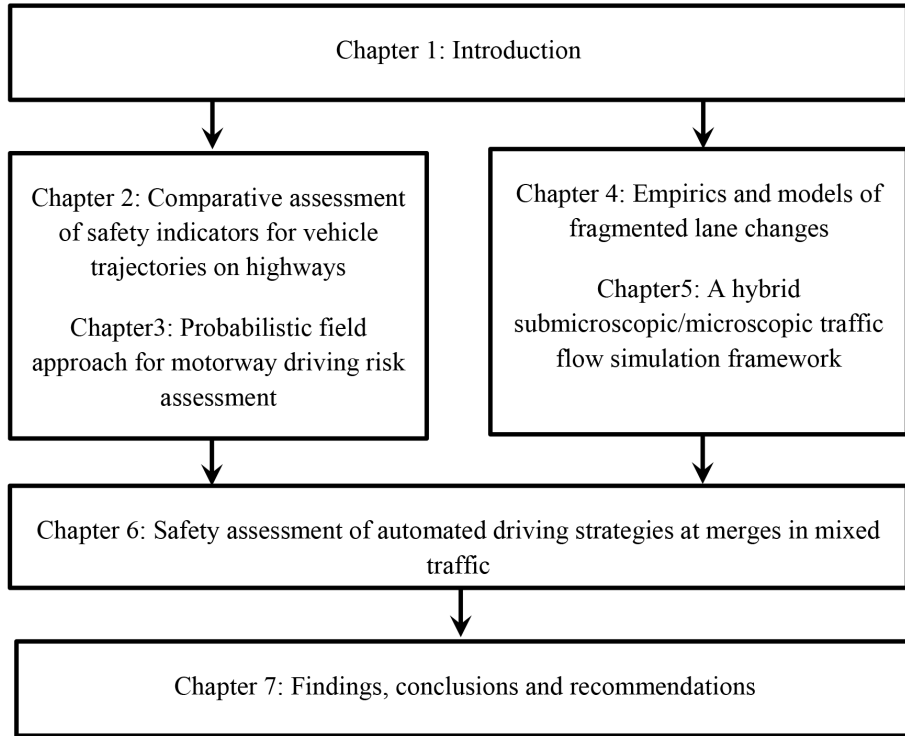 Chapter 1: Introduction
Chapter 2: Comparative assessment
of safety indicators for vehicle
trajectories on highways
Chapter3: Probabilistic field
approach for motorway driving risk
assessment
Chapter 4: Empirics and models of
fragmented lane changes
Chapter5: A hybrid
submicroscopic/microscopic traffic
flow simulation framework
Chapter 6: Safety assessment of automated driving strategies at merges in mixed
traffic
Chapter 7: Findings, conclusions and recommendations